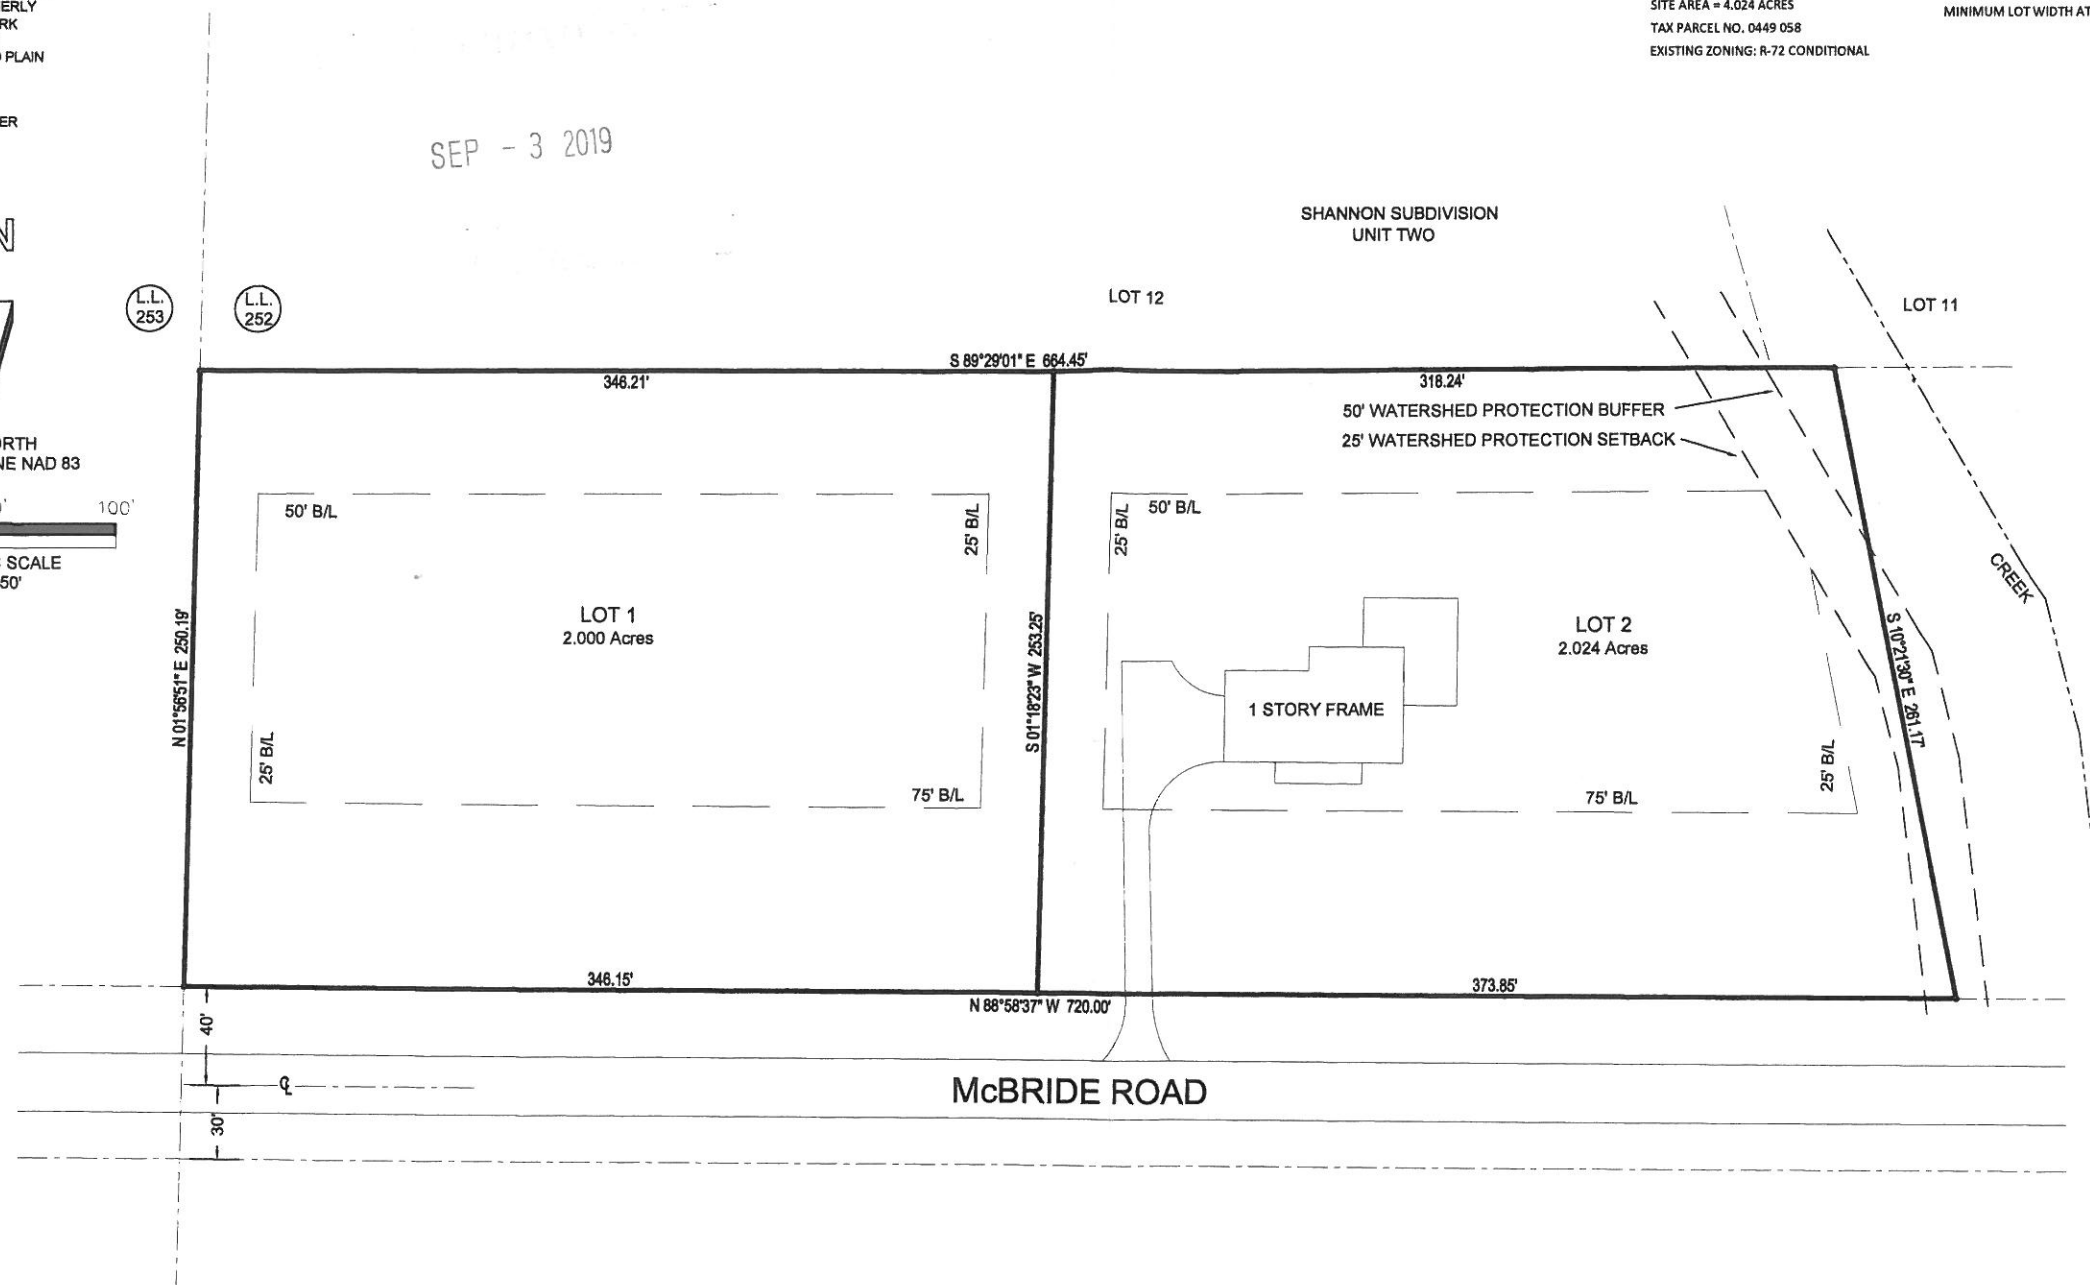 ERLY
RK
PLAIN
ER
N
SITE AREA = 4.024 ACRES
TAX PARCEL NO. 0449 058
EXISTING ZONING: R-72 CONDITIONAL
MINIMUM LOT WIDTH AT
SEP - 3 2019
SHANNON SUBDIVISION
UNIT TWO
L.L.
253
L.L.
252
LOT 12
LOT 11
S 89°29'01" E 664.45'
346.21'
318.24'
50' WATERSHED PROTECTION BUFFER
25' WATERSHED PROTECTION SETBACK
ORTH
NE NAD 83
100'
SCALE
50'
50' B/L
25' B/L
25' B/L
50' B/L
CREEK
LOT 1
2.000 Acres
LOT 2
2.024 Acres
N 01°56'51" E 250.19'
S 01°18'23" W 253.25'
S 10°21'30" E 261.17'
1 STORY FRAME
25' B/L
75' B/L
75' B/L
25' B/L
346.15'
373.85'
N 88°58'37" W 720.00'
40'
℄
McBRIDE ROAD
30'